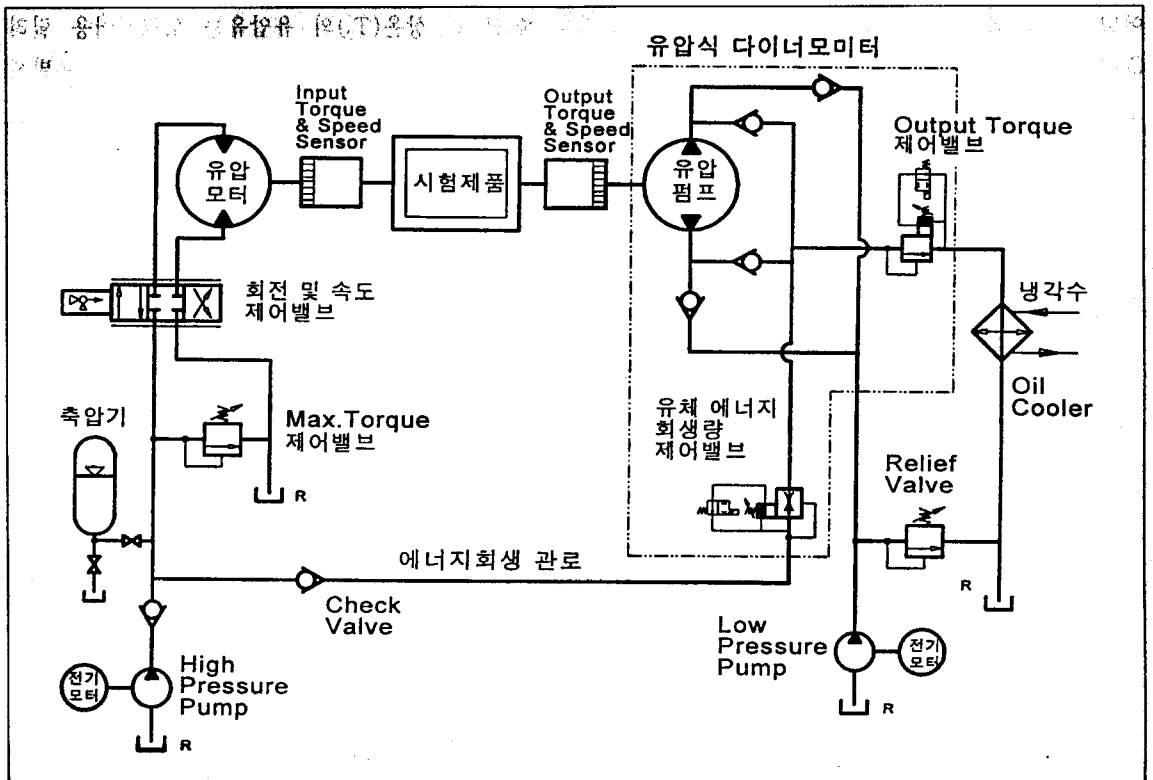 유압식 다이너모미터
Input
Torque
& Speed
Sensor
Output
Torque
& Speed
Sensor
Output Torque
제어밸브
유압
모터
시험제품
유압
펌프
회전 및 속도
제어밸브
냉각수
Oil
Cooler
축압기
Max.Torque
제어밸브
유체 에너지
회생량
제어밸브
Relief
Valve
R
에너지회생 관로
Check
Valve
R
Low
Pressure
Pump
전기
모터
High
Pressure
Pump
전기
모터
R
R